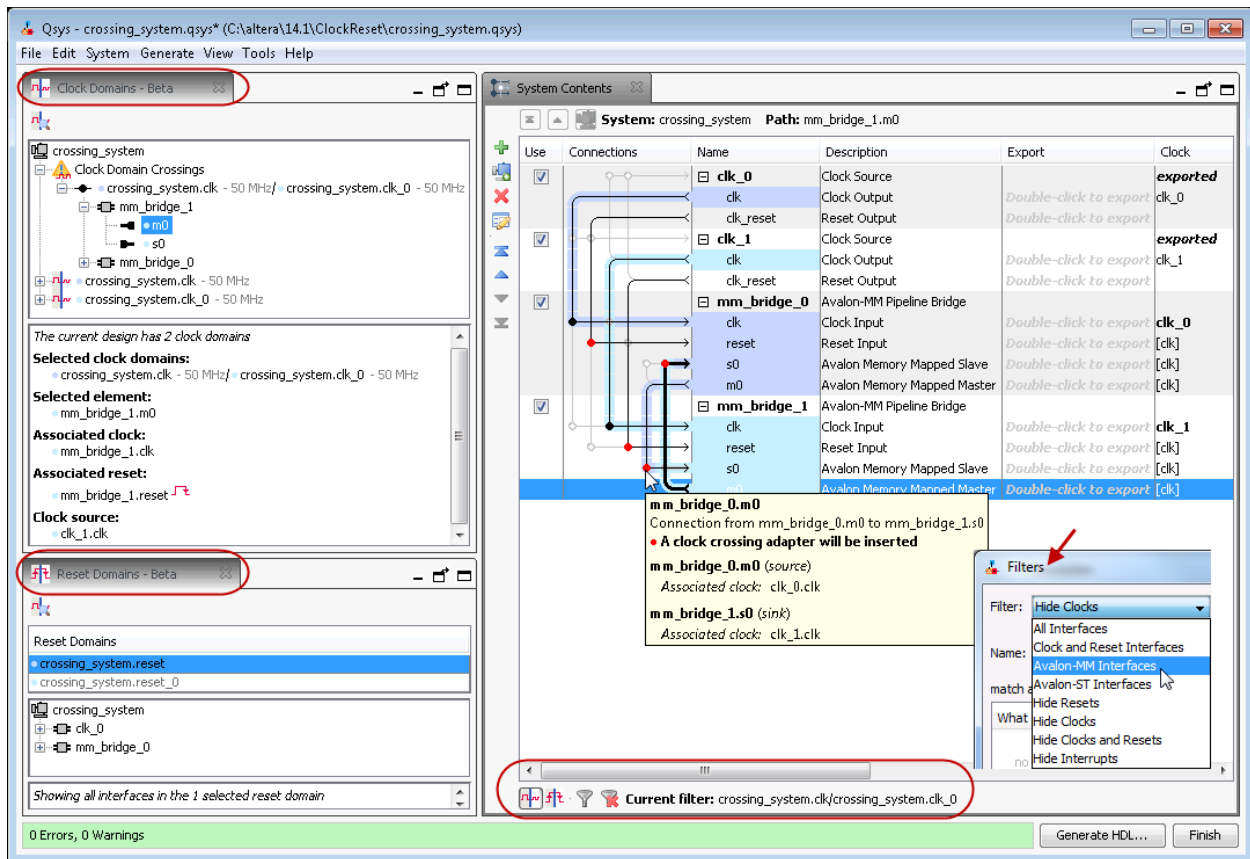 Qsys - crossing_system.qsys* (C:\altera\14.1\ClockReset\crossing_system.qsys)
File Edit System Generate View Tools Help
Clock Domains - Beta
crossing_system
Clock Domain Crossings
crossing_system.clk - 50 MHz/ crossing_system.clk_0 - 50 MHz
mm_bridge_1
m0
s0
mm_bridge_0
crossing_system.clk - 50 MHz
crossing_system.clk_0 - 50 MHz
The current design has 2 clock domains
Selected clock domains:
crossing_system.clk - 50 MHz/ crossing_system.clk_0 - 50 MHz
Selected element:
mm_bridge_1.m0
Associated clock:
mm_bridge_1.clk
Associated reset:
mm_bridge_1.reset
Clock source:
clk_1.clk
Reset Domains - Beta
Reset Domains
crossing_system.reset
crossing_system.reset_0
crossing_system
clk_0
mm_bridge_0
Showing all interfaces in the 1 selected reset domain
System Contents
System: crossing_system Path: mm_bridge_1.m0
Use Connections Name Description Export Clock
clk_0 Clock Source exported
clk Clock Output Double-click to export clk_0
clk_reset Reset Output Double-click to export
clk_1 Clock Source exported
clk Clock Output Double-click to export clk_1
clk_reset Reset Output Double-click to export
mm_bridge_0 Avalon-MM Pipeline Bridge
clk Clock Input Double-click to export clk_0
reset Reset Input Double-click to export [clk]
s0 Avalon Memory Mapped Slave Double-click to export [clk]
m0 Avalon Memory Mapped Master Double-click to export [clk]
mm_bridge_1 Avalon-MM Pipeline Bridge
clk Clock Input Double-click to export clk_1
reset Reset Input Double-click to export [clk]
s0 Avalon Memory Mapped Slave Double-click to export [clk]
m0 Avalon Memory Mapped Master Double-click to export [clk]
mm_bridge_0.m0
Connection from mm_bridge_0.m0 to mm_bridge_1.s0
A clock crossing adapter will be inserted
mm_bridge_0.m0 (source)
Associated clock: clk_0.clk
mm_bridge_1.s0 (sink)
Associated clock: clk_1.clk
Filters
Filter: Hide Clocks
All Interfaces
Name: Clock and Reset Interfaces
Avalon-MM Interfaces
match a Avalon-ST Interfaces
Hide Resets
What Hide Clocks
Hide Clocks and Resets
no Hide Interrupts
Current filter: crossing_system.clk/crossing_system.clk_0
0 Errors, 0 Warnings
Generate HDL... Finish